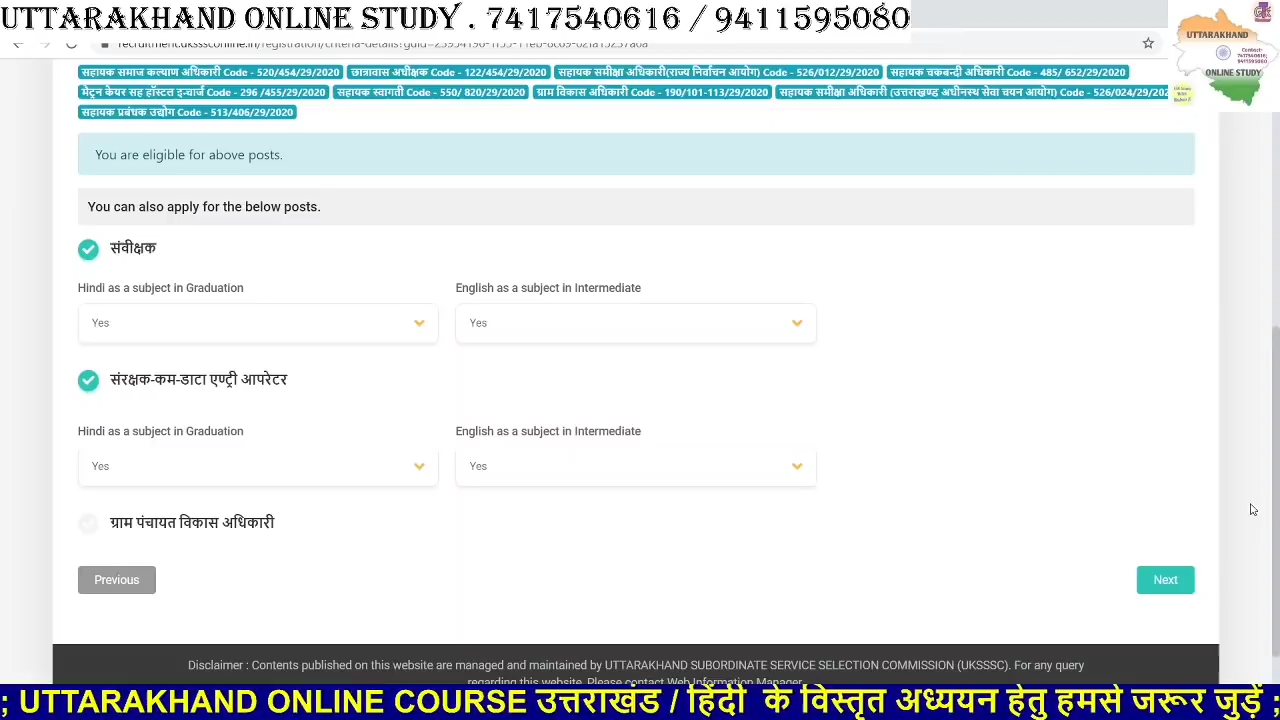 UTTARAKHAND ONLINE STUDY . 7417540616 / 9411595080
UTTARAKHAND
ONLINE STUDY
सहायक समाज कल्याण अधिकारी Code - 520/454/29/2020 छात्रावास अधीक्षक Code - 122/454/29/2020 सहायक समीक्षा अधिकारी(राज्य निर्वाचन आयोग) Code - 526/012/29/2020 सहायक चकबन्दी अधिकारी Code - 485/ 652/29/2020
मेट्रन केयर सह हॉस्टल इन्चार्ज Code - 296 /455/29/2020 सहायक स्वागती Code - 550/ 820/29/2020 ग्राम विकास अधिकारी Code - 190/101-113/29/2020 सहायक समीक्षा अधिकारी (उत्तराखण्ड अधीनस्थ सेवा चयन आयोग) Code - 526/024/29/202
सहायक प्रबंधक उद्योग Code - 513/406/29/2020
You are eligible for above posts.
You can also apply for the below posts.
संवीक्षक
Hindi as a subject in Graduation English as a subject in Intermediate
Yes Yes
संरक्षक-कम-डाटा एण्ट्री आपरेटर
Hindi as a subject in Graduation English as a subject in Intermediate
Yes Yes
ग्राम पंचायत विकास अधिकारी
Previous Next
Disclaimer : Contents published on this website are managed and maintained by UTTARAKHAND SUBORDINATE SERVICE SELECTION COMMISSION (UKSSSC). For any query
regarding this website, Please contact Web Information Manager
; UTTARAKHAND ONLINE COURSE उत्तराखंड / हिंदी के विस्तृत अध्ययन हेतु हमसे जरूर जुड़ें ;